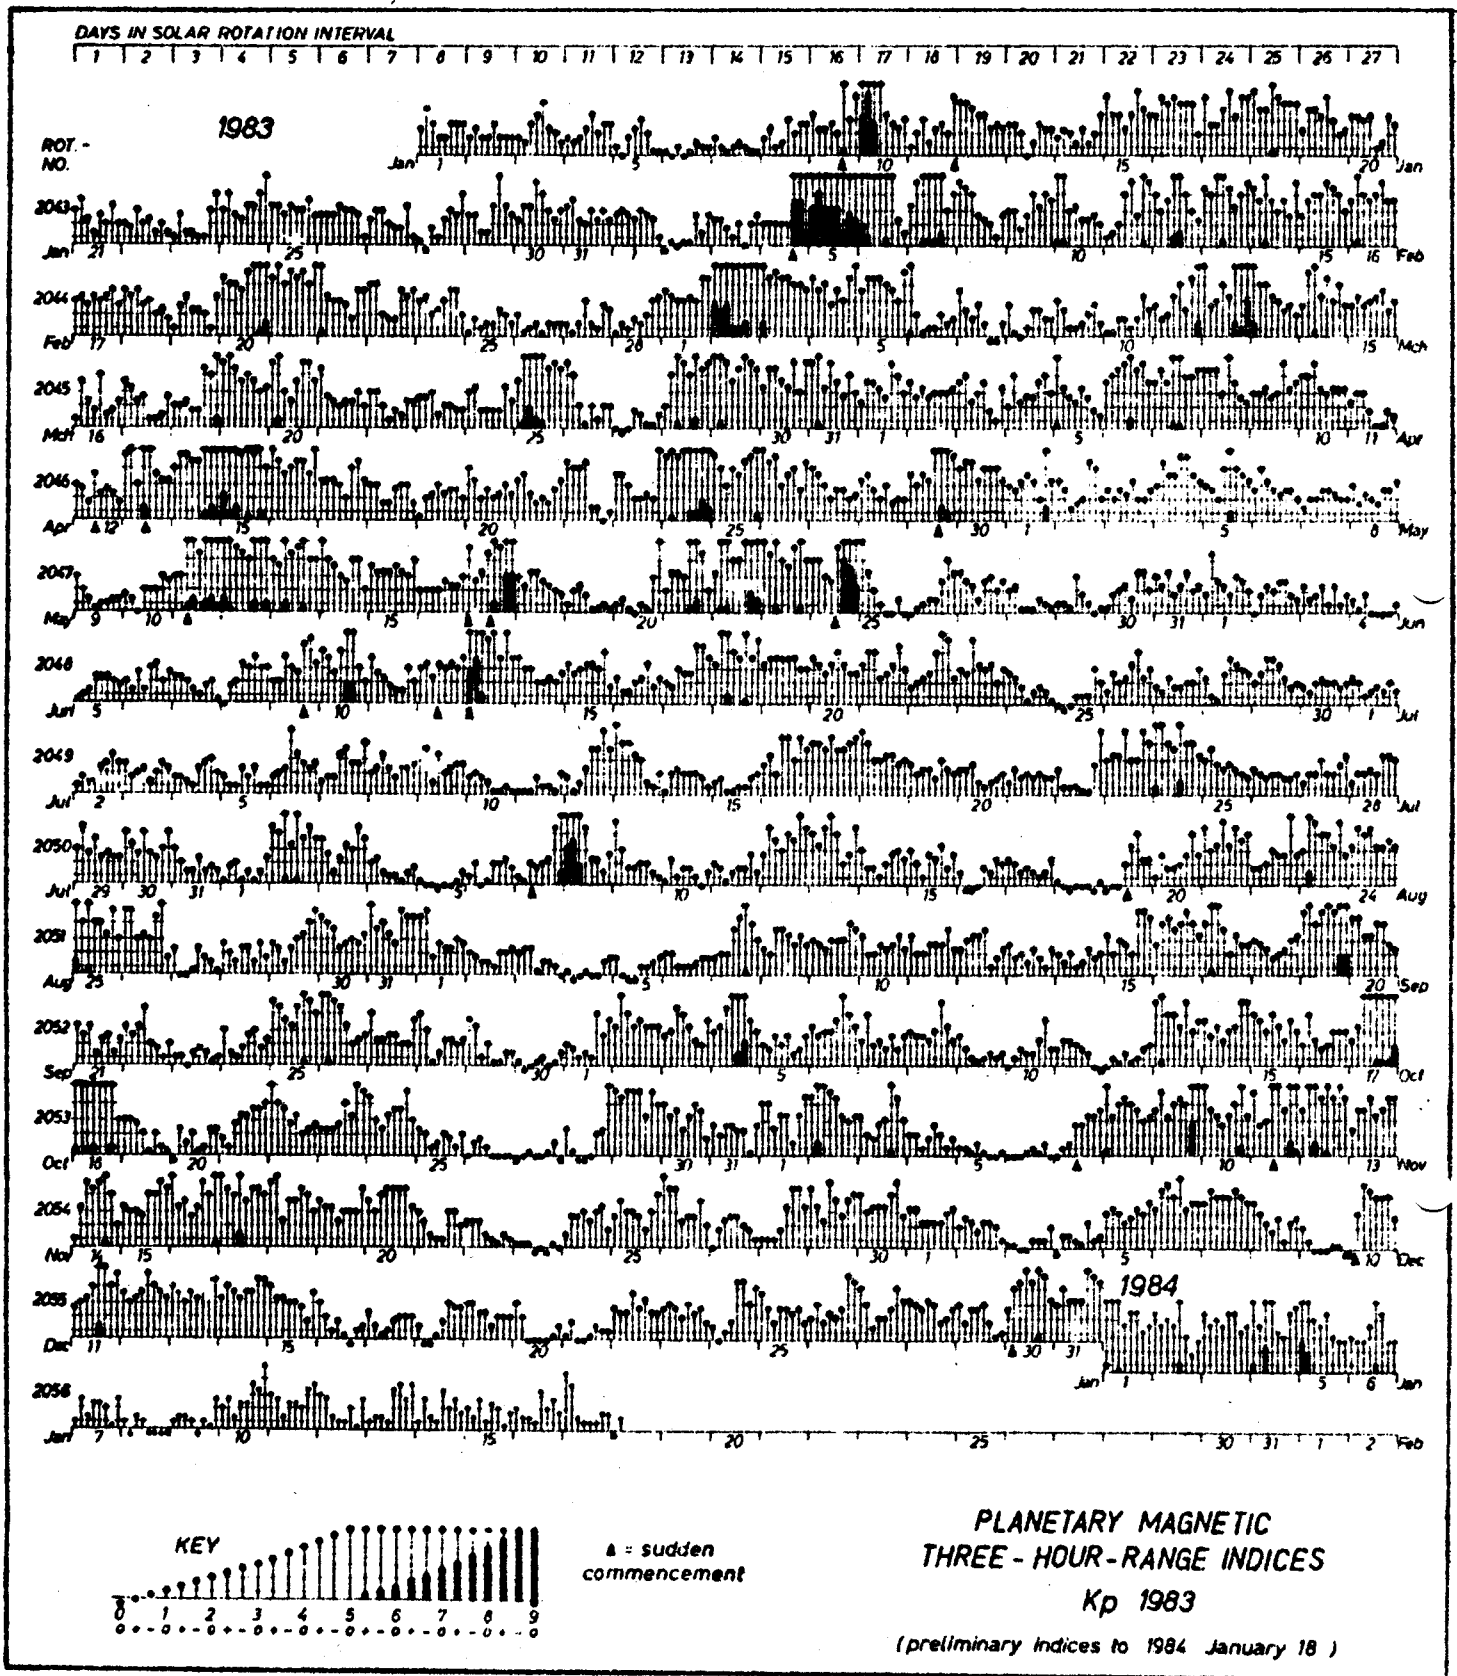 DAYS IN SOLAR ROTATION INTERVAL
1 2 3 4 5 6 7 8 9 10 11 12 13 14 15 16 17 18 19 20 21 22 23 24 25 26 27
1983
ROT.-
NO.
Jan 1 5 10 15 20 Jan
2043
Jan 21 25 30 31 1 5 10 15 16 Feb
2044
Feb 17 20 25 28 1 5 10 15 Mch
2045
Mch 16 20 25 30 31 1 5 10 11 Apr
2046
Apr 12 15 20 25 30 1 5 8 May
2047
May 9 10 15 20 25 30 31 1 4 Jun
2048
Jun 5 10 15 20 25 30 1 Jul
2049
Jul 2 5 10 15 20 25 28 Jul
2050
Jul 29 30 31 1 5 10 15 20 24 Aug
2051
Aug 25 30 31 1 5 10 15 20 Sep
2052
Sep 21 25 30 1 5 10 15 17 Oct
2053
Oct 18 20 25 30 31 1 5 10 13 Nov
2054
Nov 14 15 20 25 30 1 5 10 Dec
2055
1984
Dec 11 15 20 25 30 31
Jan 1 5 6 Jan
2056
Jan 7 10 15 20 25 30 31 1 2 Feb
KEY
0 1 2 3 4 5 6 7 8 9
o + - o + - o + - o + - o + - o + - o + - o + - o + - o
▲ = sudden
commencement
PLANETARY MAGNETIC
THREE-HOUR-RANGE INDICES
Kp 1983
(preliminary indices to 1984 January 18)